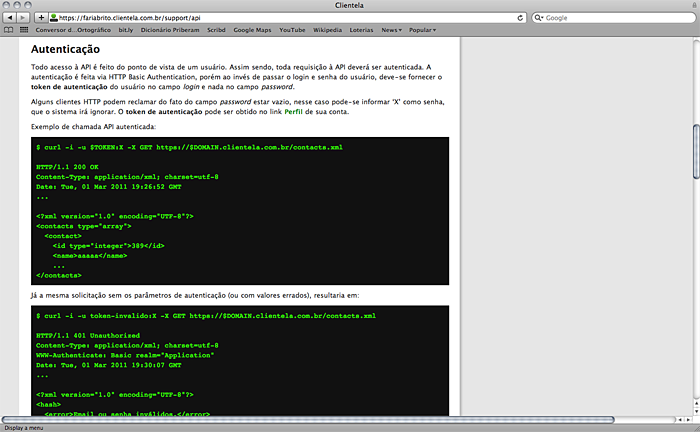 Clientela
https://fariabrito.clientela.com.br/support/api
Google
Conversor d...Ortográfico bit.ly Dicionário Priberam Scribd Google Maps YouTube Wikipedia Loterias News Popular
Autenticação
Todo acesso à API é feito do ponto de vista de um usuário. Assim sendo, toda requisição à API deverá ser autenticada. A
autenticação é feita via HTTP Basic Authentication, porém ao invés de passar o login e senha do usuário, deve-se fornecer o
token de autenticação do usuário no campo login e nada no campo password.
Alguns clientes HTTP podem reclamar do fato do campo password estar vazio, nesse caso pode-se informar 'X' como senha,
que o sistema irá ignorar. O token de autenticação pode ser obtido no link Perfil de sua conta.
Exemplo de chamada API autenticada:
$ curl -i -u $TOKEN:X -X GET https://$DOMAIN.clientela.com.br/contacts.xml
HTTP/1.1 200 OK
Content-Type: application/xml; charset=utf-8
Date: Tue, 01 Mar 2011 19:26:52 GMT
...
<?xml version="1.0" encoding="UTF-8"?>
<contacts type="array">
<contact>
<id type="integer">389</id>
<name>aaaaa</name>
...
</contacts>
Já a mesma solicitação sem os parâmetros de autenticação (ou com valores errados), resultaria em:
$ curl -i -u token-invalido:X -X GET https://$DOMAIN.clientela.com.br/contacts.xml
HTTP/1.1 401 Unauthorized
Content-Type: application/xml; charset=utf-8
WWW-Authenticate: Basic realm="Application"
Date: Tue, 01 Mar 2011 19:30:07 GMT
...
<?xml version="1.0" encoding="UTF-8"?>
<hash>
<error>Email ou senha inválidos.</error>
Display a menu